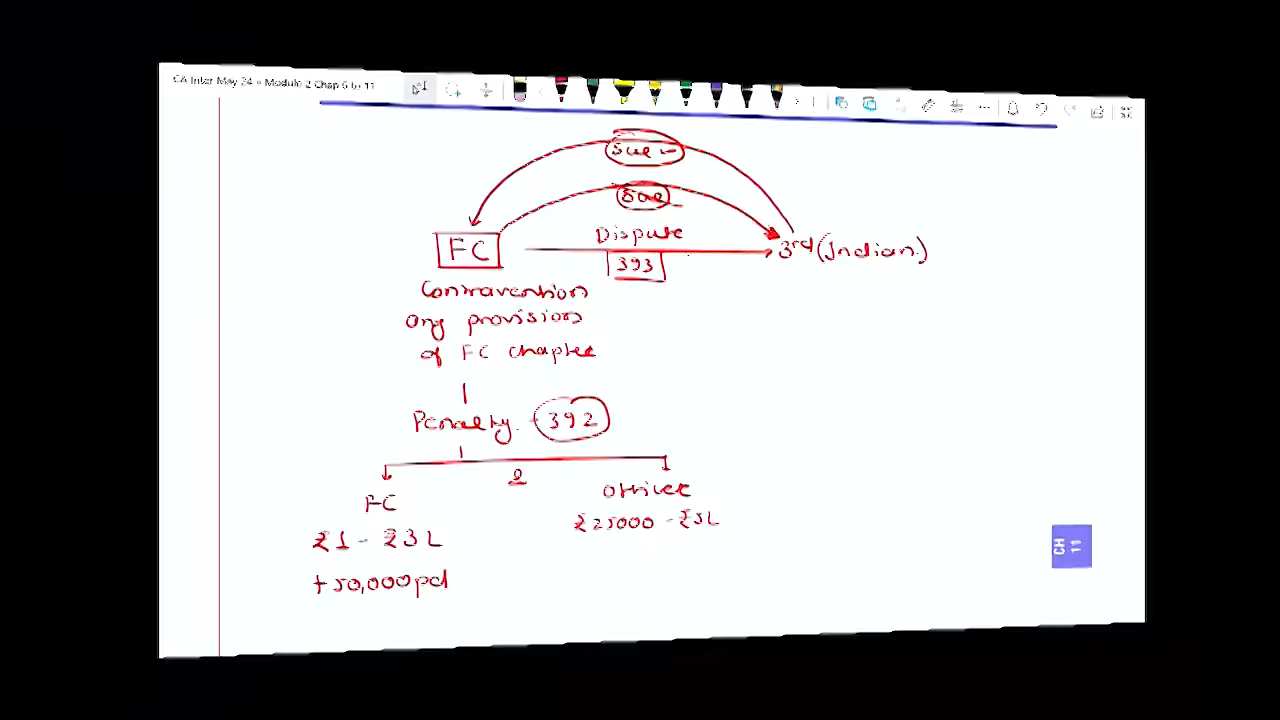 CA Inter May 24 - Module 2 Chap 6 to 11
Sue
Sue
Dispute
FC
393
3rd (Indian)
Contravention
any provision
of FC chapter
Penalty - 392
2
FC
Officer
₹1 - ₹3L
₹25000 - ₹5L
+ 50,000 pd
CH
11